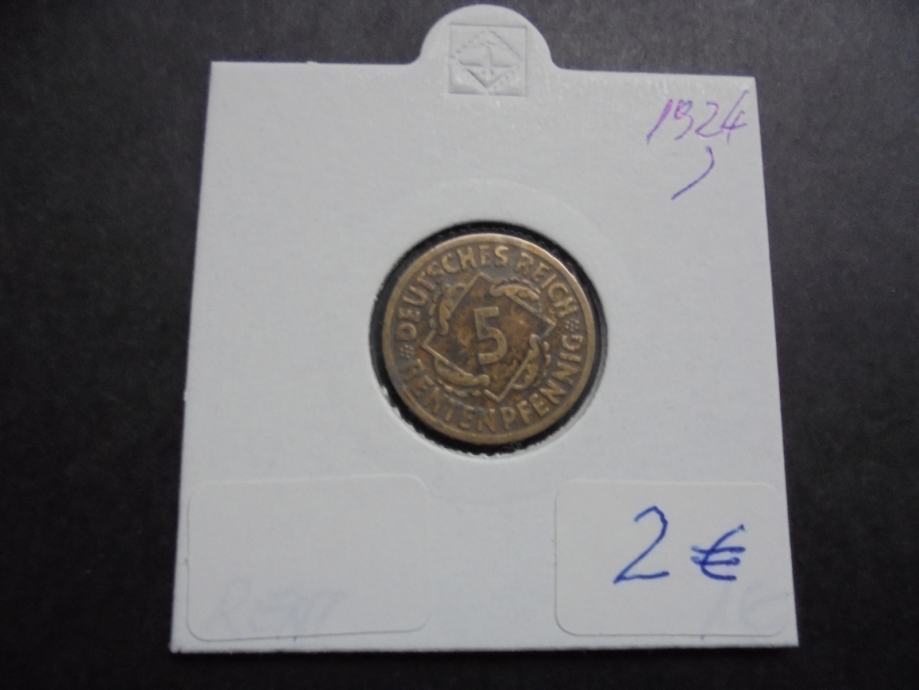 1924
J
DEUTSCHES REICH
5
RENTENPFENNIG
2 €